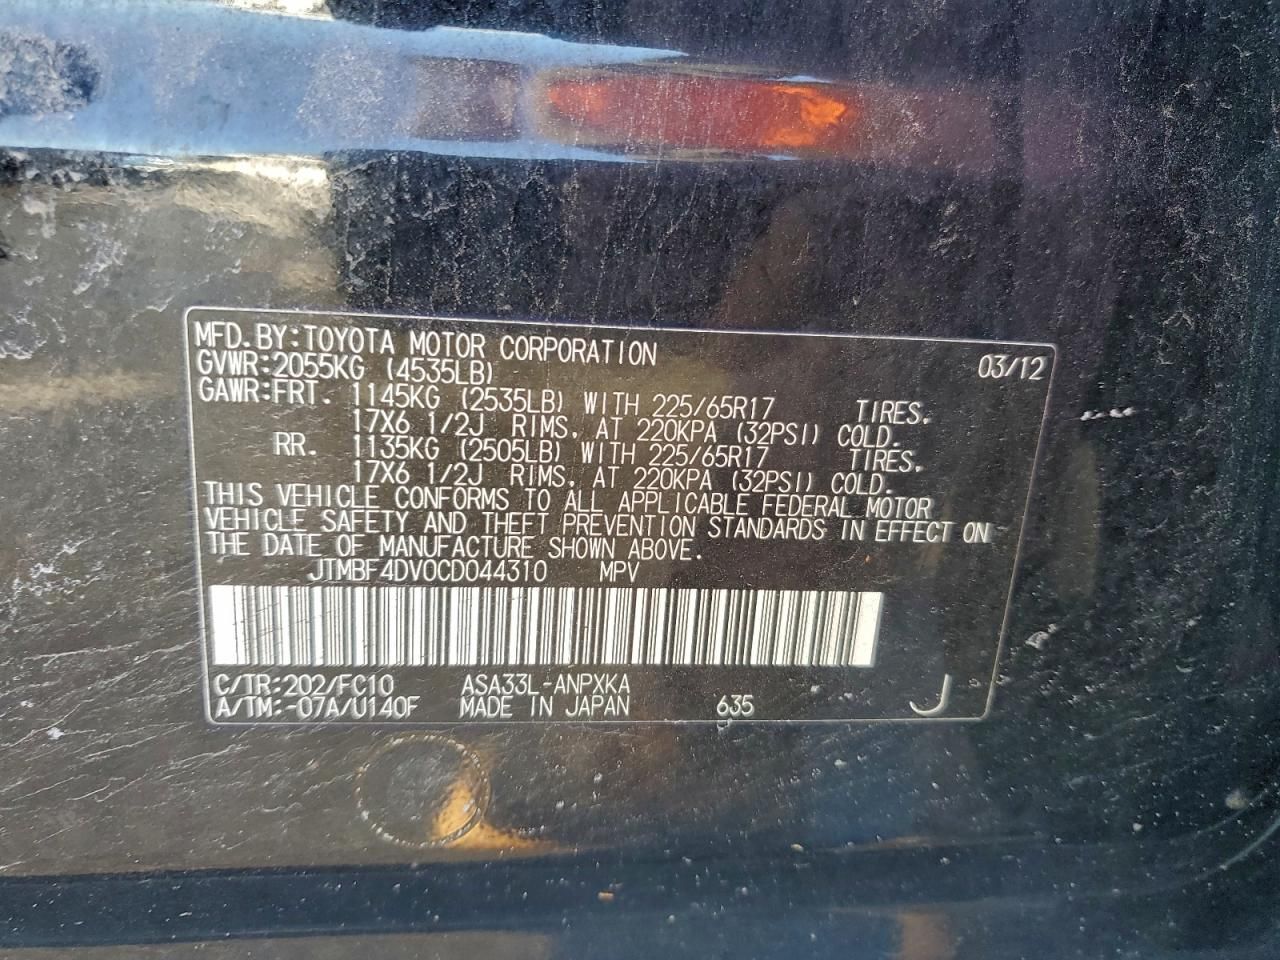 MFD.BY:TOYOTA MOTOR CORPORATION 03/12
GVWR:2055KG (4535LB)
GAWR:FRT. 1145KG (2535LB) WITH 225/65R17 TIRES.
17X6 1/2J RIMS, AT 220KPA (32PSI) COLD.
RR. 1135KG (2505LB) WITH 225/65R17 TIRES.
17X6 1/2J RIMS, AT 220KPA (32PSI) COLD.
THIS VEHICLE CONFORMS TO ALL APPLICABLE FEDERAL MOTOR
VEHICLE SAFETY AND THEFT PREVENTION STANDARDS IN EFFECT ON
THE DATE OF MANUFACTURE SHOWN ABOVE.
JTMBF4DV0CD044310 MPV
C/TR:202/FC10 ASA33L-ANPXKA
A/TM:-07A/U140F MADE IN JAPAN 635 J